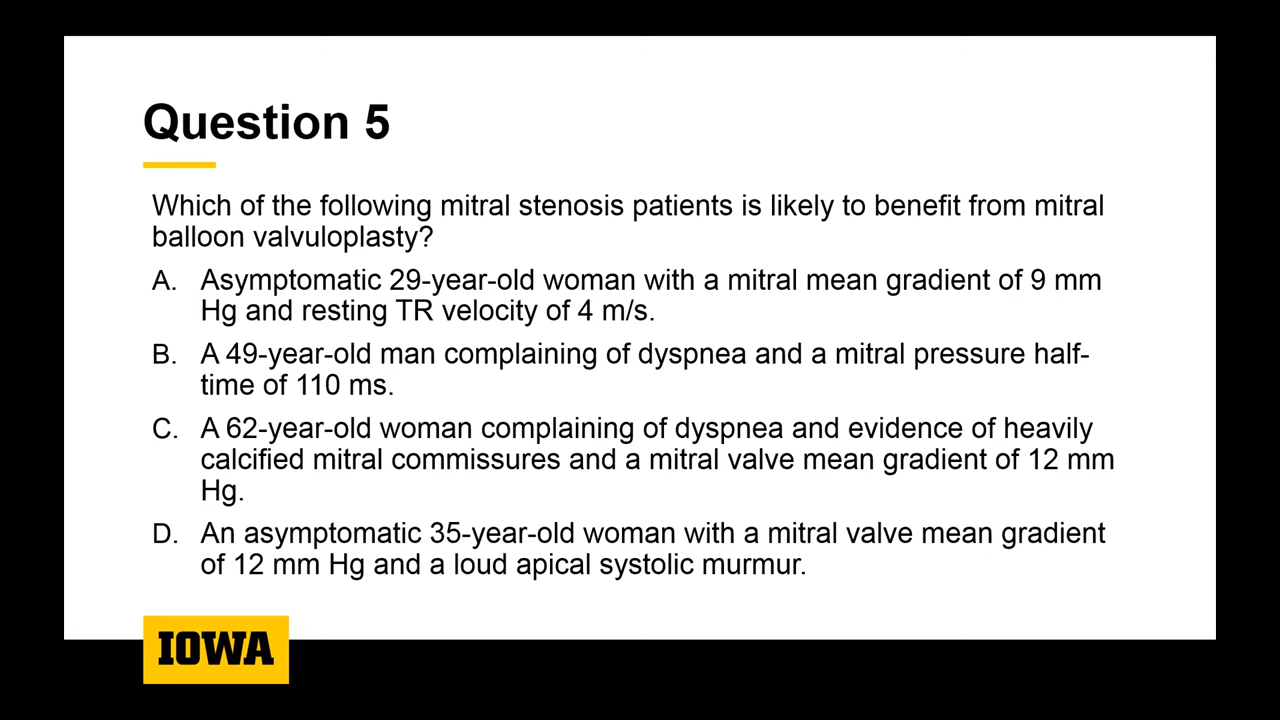 Question 5
Which of the following mitral stenosis patients is likely to benefit from mitral
balloon valvuloplasty?
A. Asymptomatic 29-year-old woman with a mitral mean gradient of 9 mm
Hg and resting TR velocity of 4 m/s.
B. A 49-year-old man complaining of dyspnea and a mitral pressure half-
time of 110 ms.
C. A 62-year-old woman complaining of dyspnea and evidence of heavily
calcified mitral commissures and a mitral valve mean gradient of 12 mm
Hg.
D. An asymptomatic 35-year-old woman with a mitral valve mean gradient
of 12 mm Hg and a loud apical systolic murmur.
IOWA